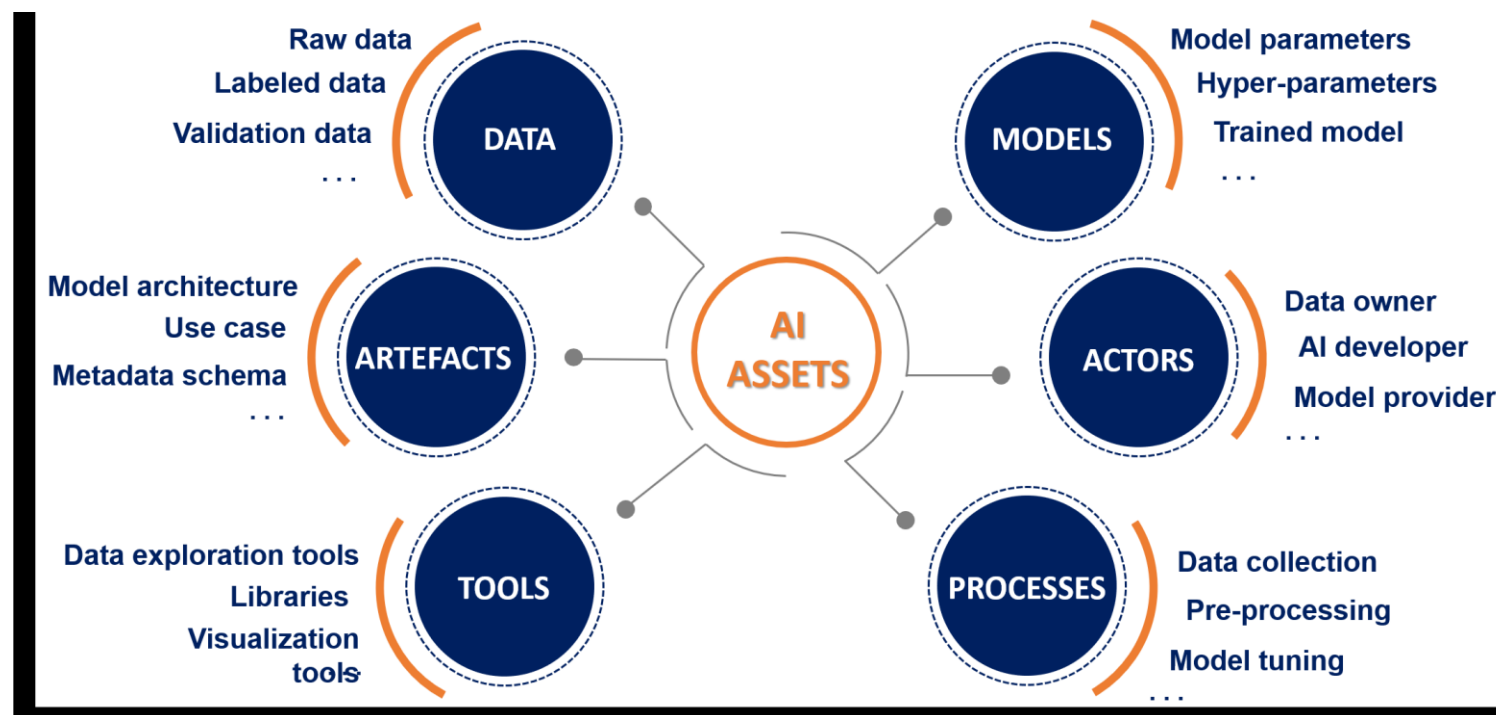 Raw data
Labeled data
Validation data
. . .
DATA
Model parameters
Hyper-parameters
Trained model
. . .
MODELS
Model architecture
Use case
Metadata schema
. . .
ARTEFACTS
AI
ASSETS
ACTORS
Data owner
AI developer
Model provider
. . .
Data exploration tools
Libraries
Visualization
tools
. . .
TOOLS
PROCESSES
Data collection
Pre-processing
Model tuning
. . .